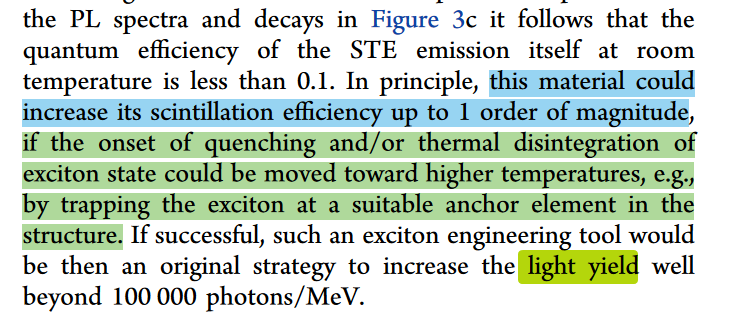 the PL spectra and decays in Figure 3c it follows that the
quantum efficiency of the STE emission itself at room
temperature is less than 0.1. In principle, this material could
increase its scintillation efficiency up to 1 order of magnitude,
if the onset of quenching and/or thermal disintegration of
exciton state could be moved toward higher temperatures, e.g.,
by trapping the exciton at a suitable anchor element in the
structure. If successful, such an exciton engineering tool would
be then an original strategy to increase the light yield well
beyond 100 000 photons/MeV.